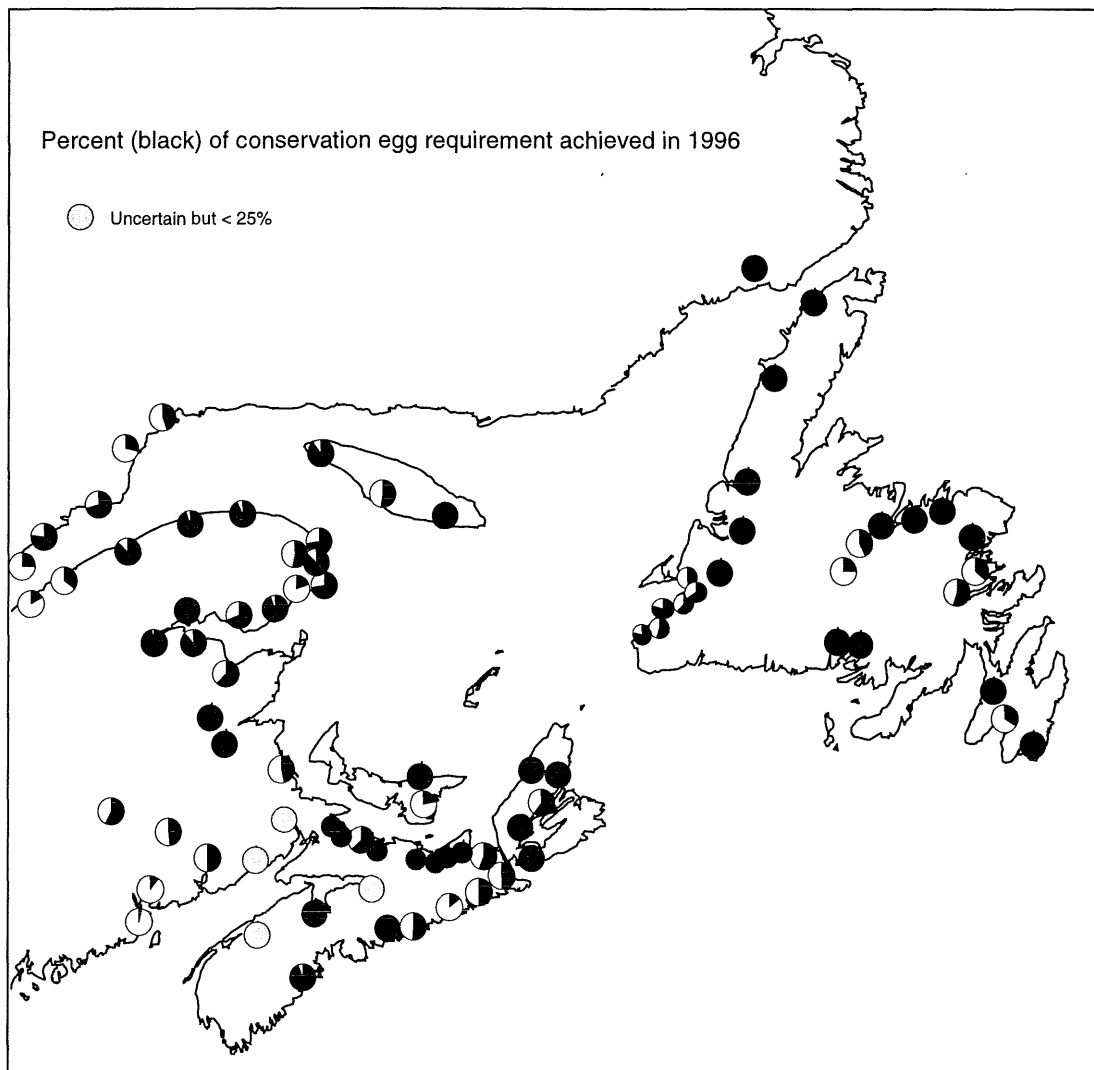 Percent (black) of conservation egg requirement achieved in 1996
Uncertain but < 25%